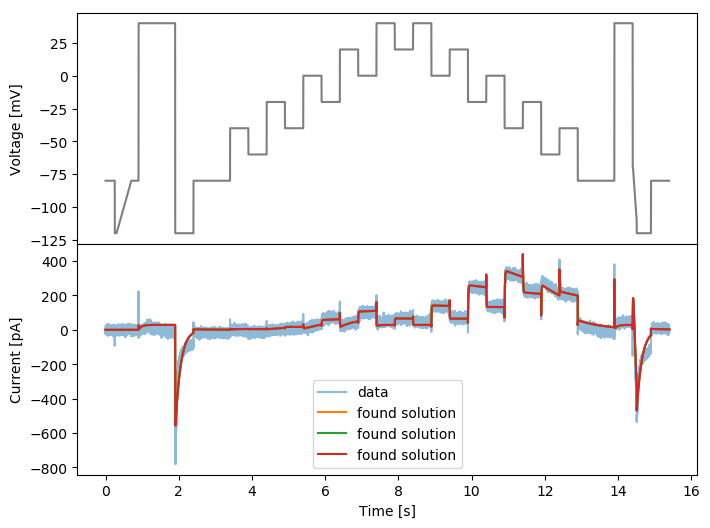 Voltage [mV]
25
0
−25
−50
−75
−100
−125
Current [pA]
400
200
0
−200
−400
−600
−800
data
found solution
found solution
found solution
0 2 4 6 8 10 12 14 16
Time [s]